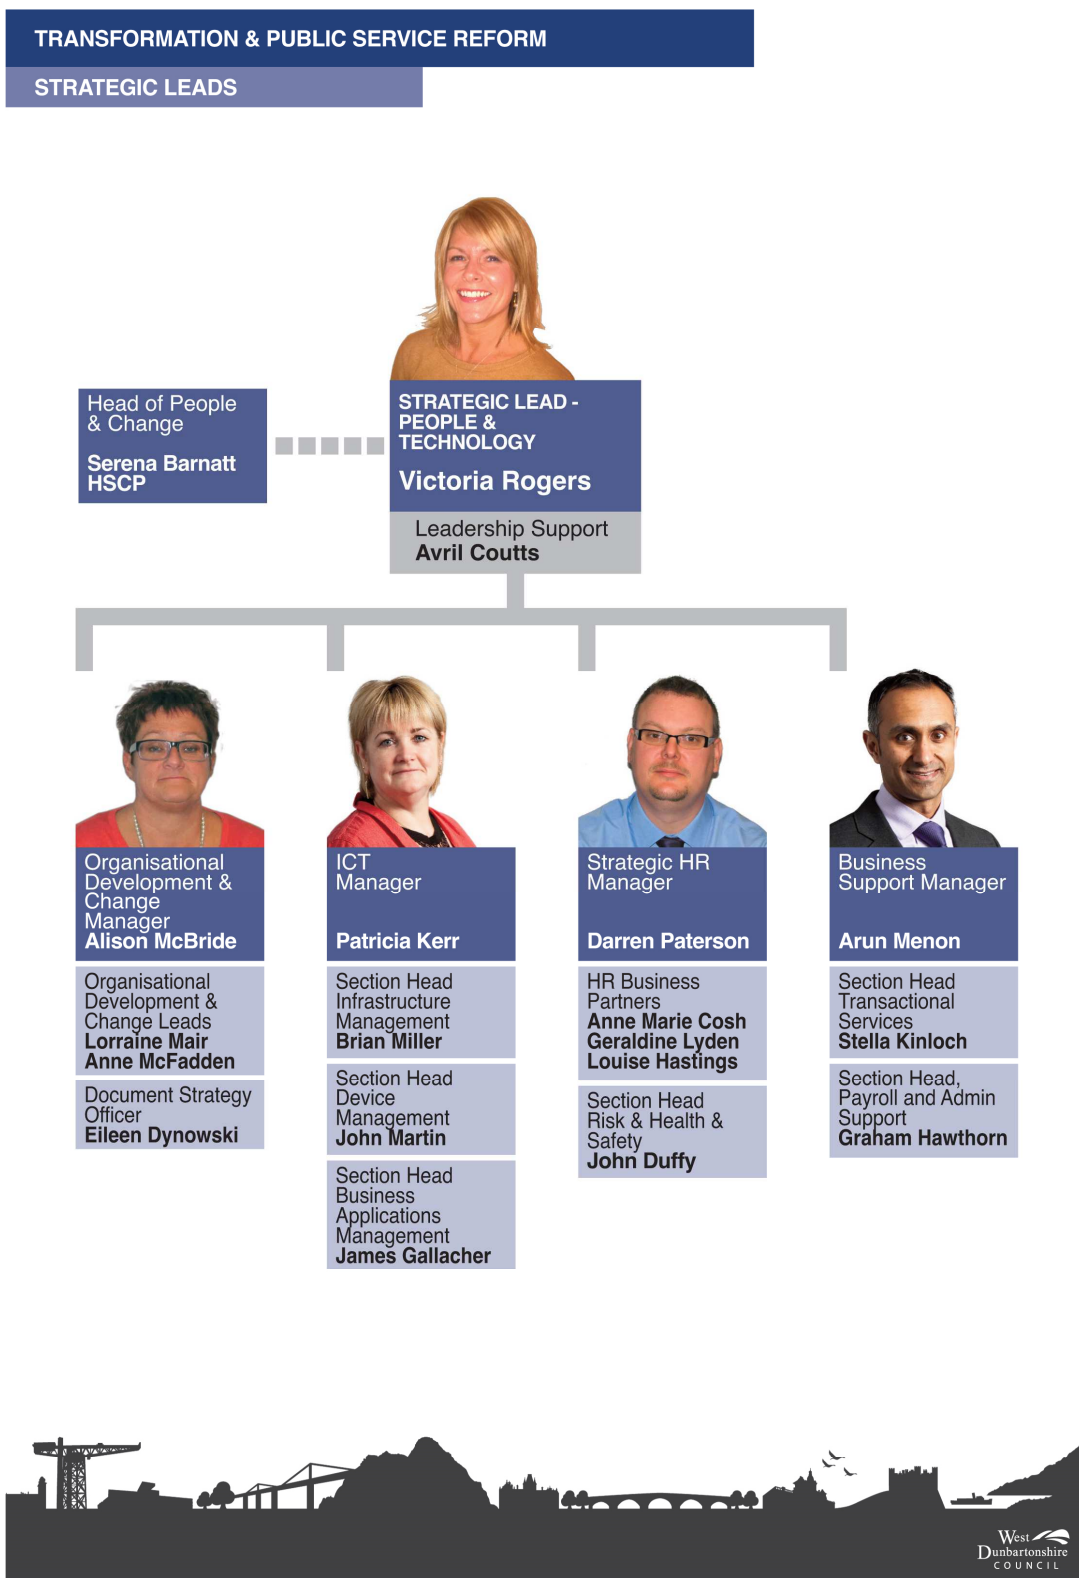 TRANSFORMATION & PUBLIC SERVICE REFORM
STRATEGIC LEADS
Head of People
& Change
Serena Barnatt
HSCP
STRATEGIC LEAD -
PEOPLE &
TECHNOLOGY
Victoria Rogers
Leadership Support
Avril Coutts
Organisational
Development &
Change
Manager
Alison McBride
Organisational
Development &
Change Leads
Lorraine Mair
Anne McFadden
Document Strategy
Officer
Eileen Dynowski
ICT
Manager
Patricia Kerr
Section Head
Infrastructure
Management
Brian Miller
Section Head
Device
Management
John Martin
Section Head
Business
Applications
Management
James Gallacher
Strategic HR
Manager
Darren Paterson
HR Business
Partners
Anne Marie Cosh
Geraldine Lyden
Louise Hastings
Section Head
Risk & Health &
Safety
John Duffy
Business
Support Manager
Arun Menon
Section Head
Transactional
Services
Stella Kinloch
Section Head,
Payroll and Admin
Support
Graham Hawthorn
West
Dunbartonshire
COUNCIL